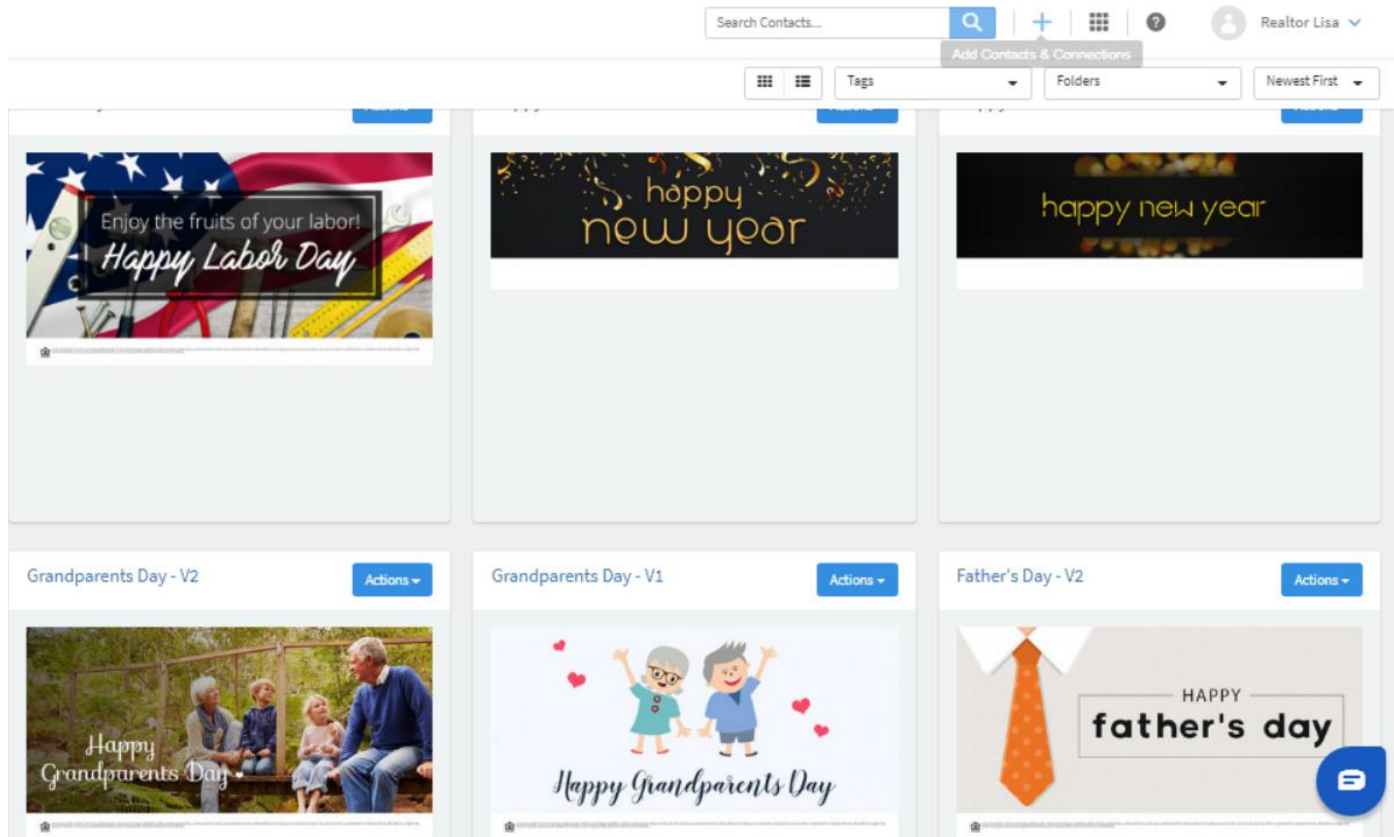 Search Contacts...
Realtor Lisa
Add Contacts & Connections
Tags
Folders
Newest First
Enjoy the fruits of your labor!
Happy Labor Day
happy
new year
happy new year
Grandparents Day - V2
Actions
Grandparents Day - V1
Actions
Father's Day - V2
Actions
Happy
Grandparents Day
Happy Grandparents Day
HAPPY
father's day